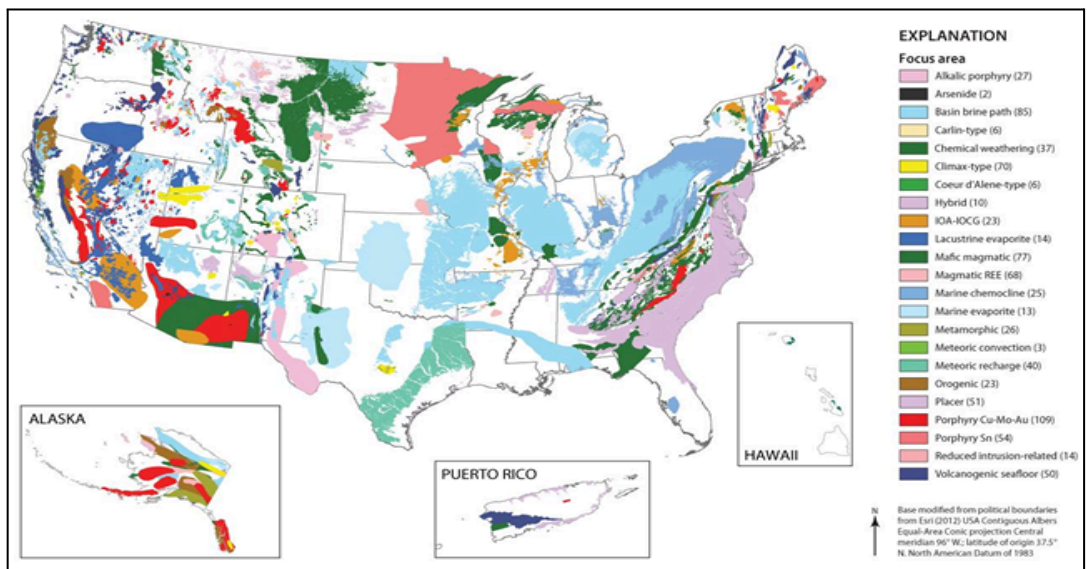 EXPLANATION
Focus area
Alkalic porphyry (27)
Arsenide (2)
Basin brine path (85)
Carlin-type (6)
Chemical weathering (37)
Climax-type (70)
Coeur d'Alene-type (6)
Hybrid (10)
IOA-IOCG (23)
Lacustrine evaporite (14)
Mafic magmatic (77)
Magmatic REE (68)
Marine chemocline (25)
Marine evaporite (13)
Metamorphic (26)
Meteoric convection (3)
Meteoric recharge (40)
Orogenic (23)
Placer (51)
Porphyry Cu-Mo-Au (109)
Porphyry Sn (54)
Reduced intrusion-related (14)
Volcanogenic seafloor (50)
ALASKA
PUERTO RICO
HAWAII
N
Base modified from political boundaries
from Esri (2012) USA Contiguous Albers
Equal-Area Conic projection Central
meridian 96° W.; latitude of origin 37.5°
N. North American Datum of 1983